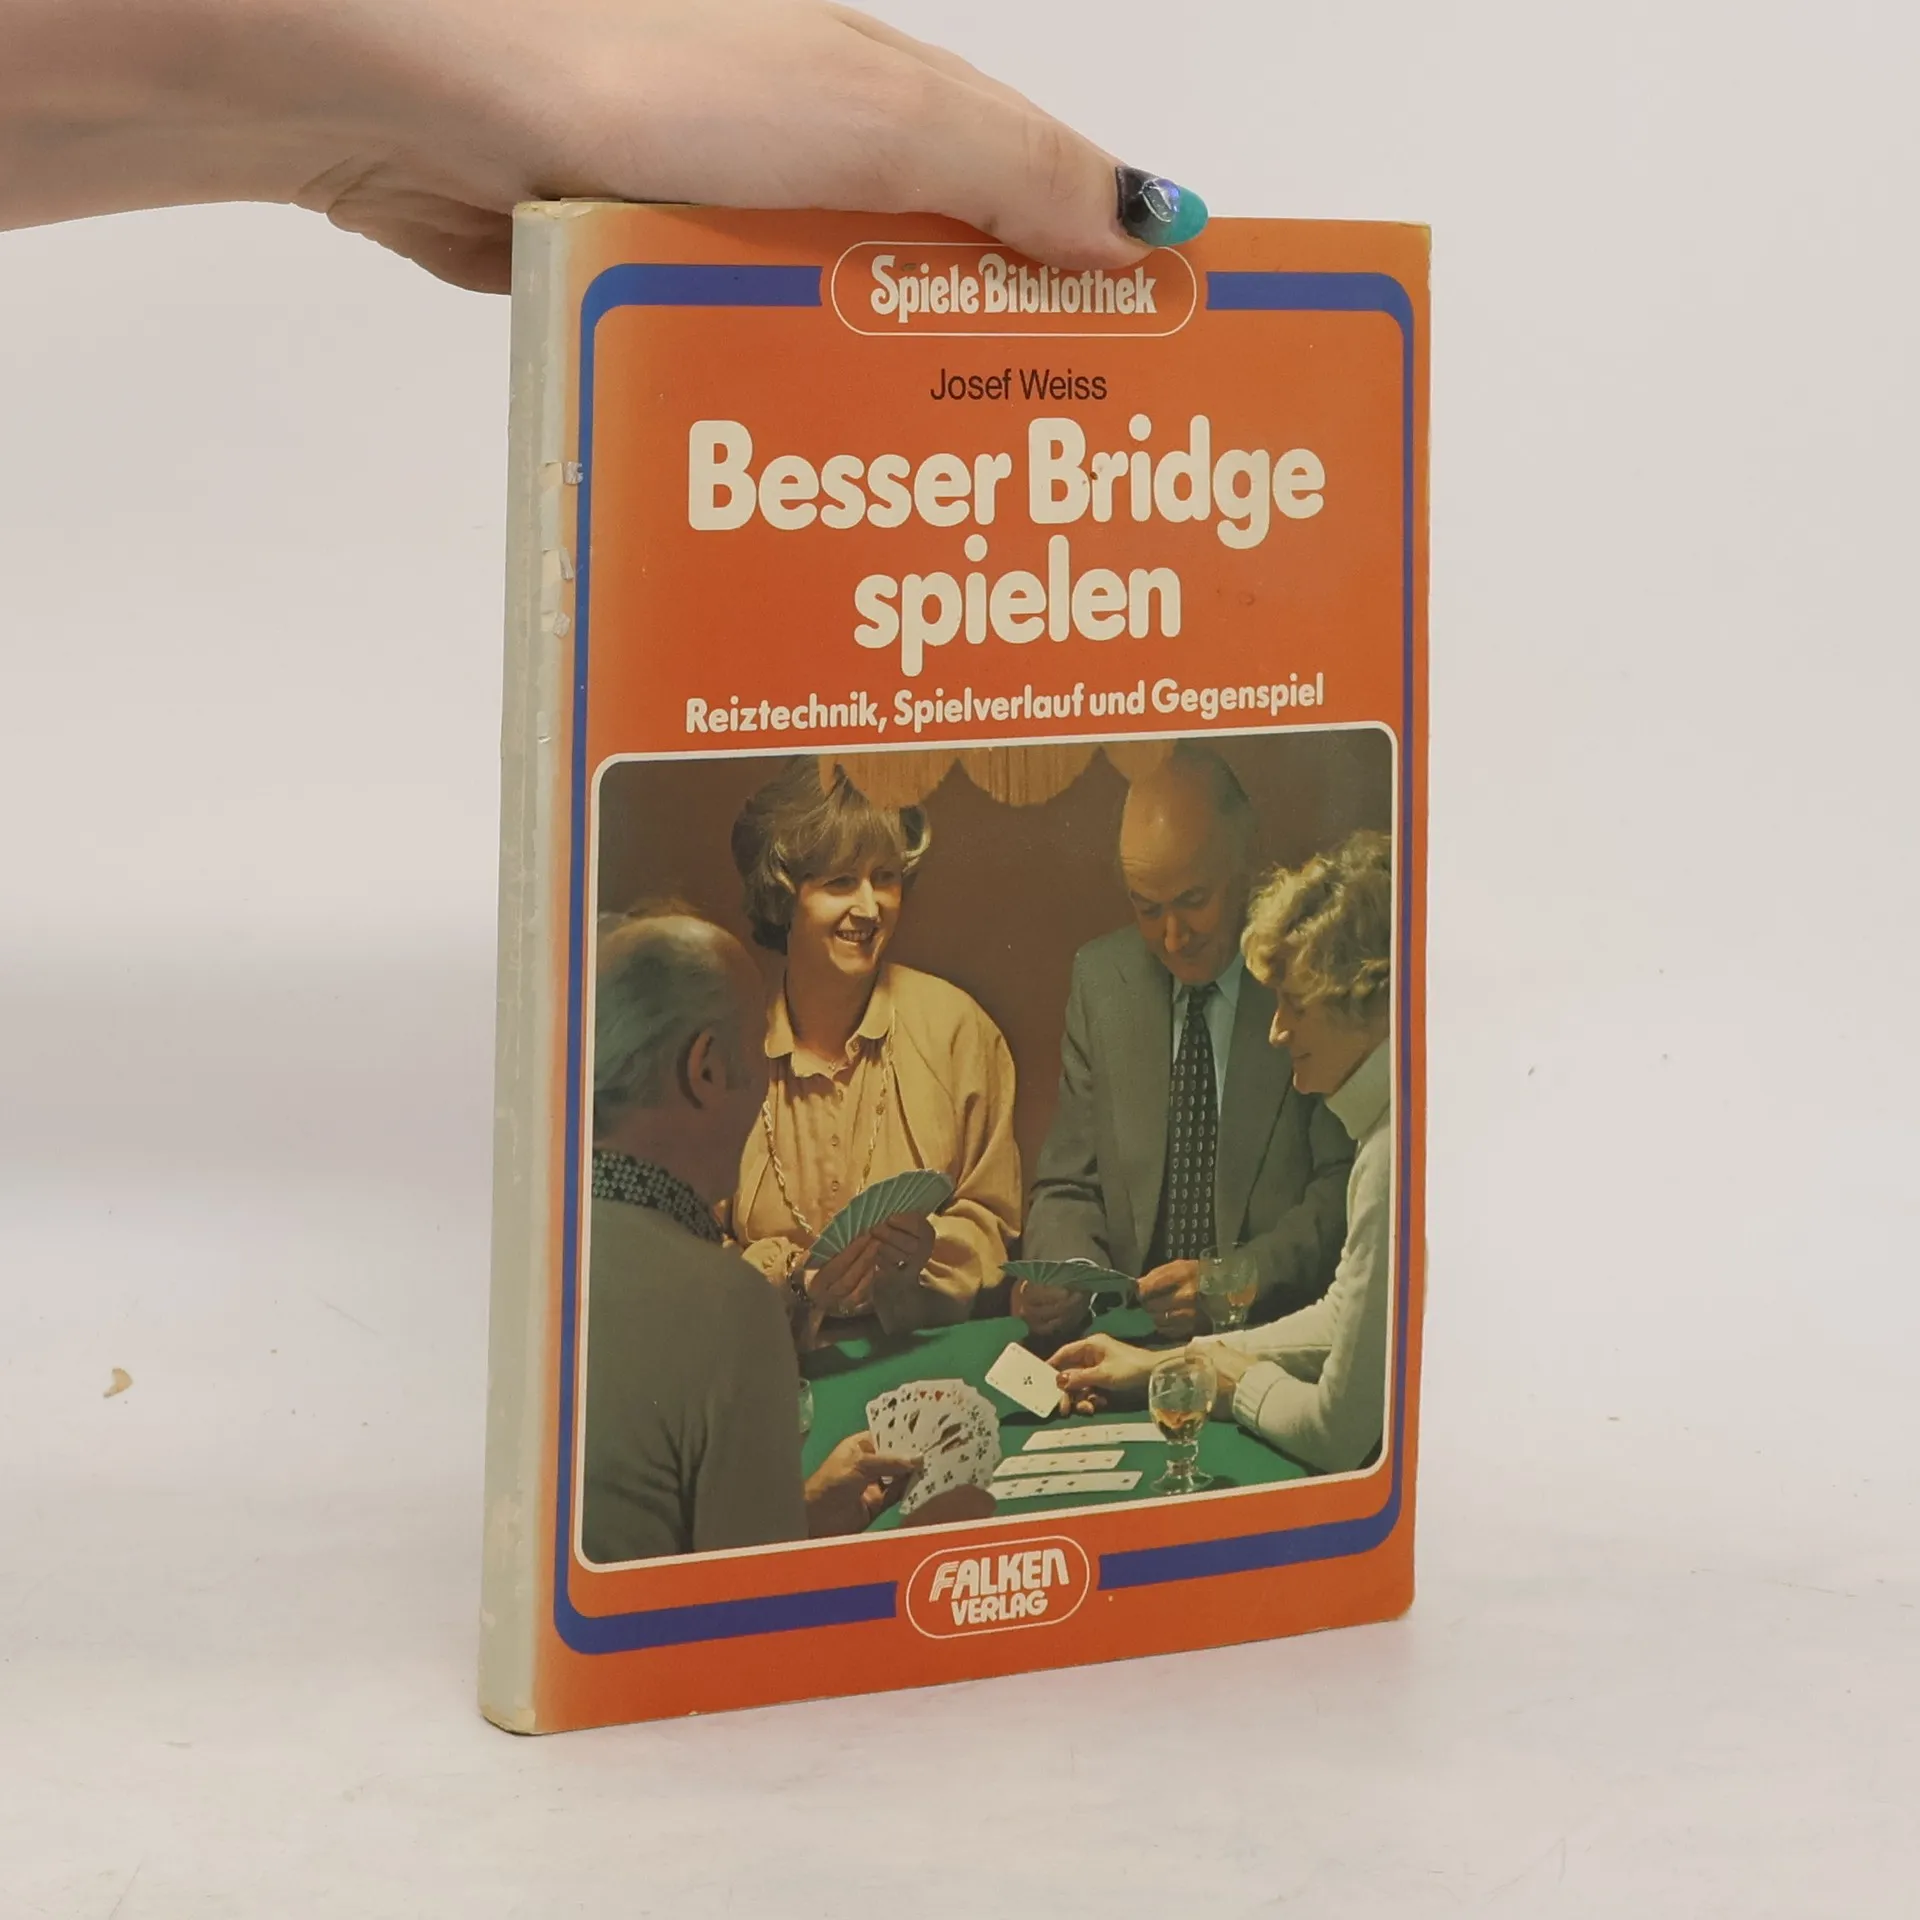 Spiele Bibliothek
Josef Weiss
Besser Bridge
spielen
Reiztechnik, Spielverlauf und Gegenspiel
FALKEN
VERLAG